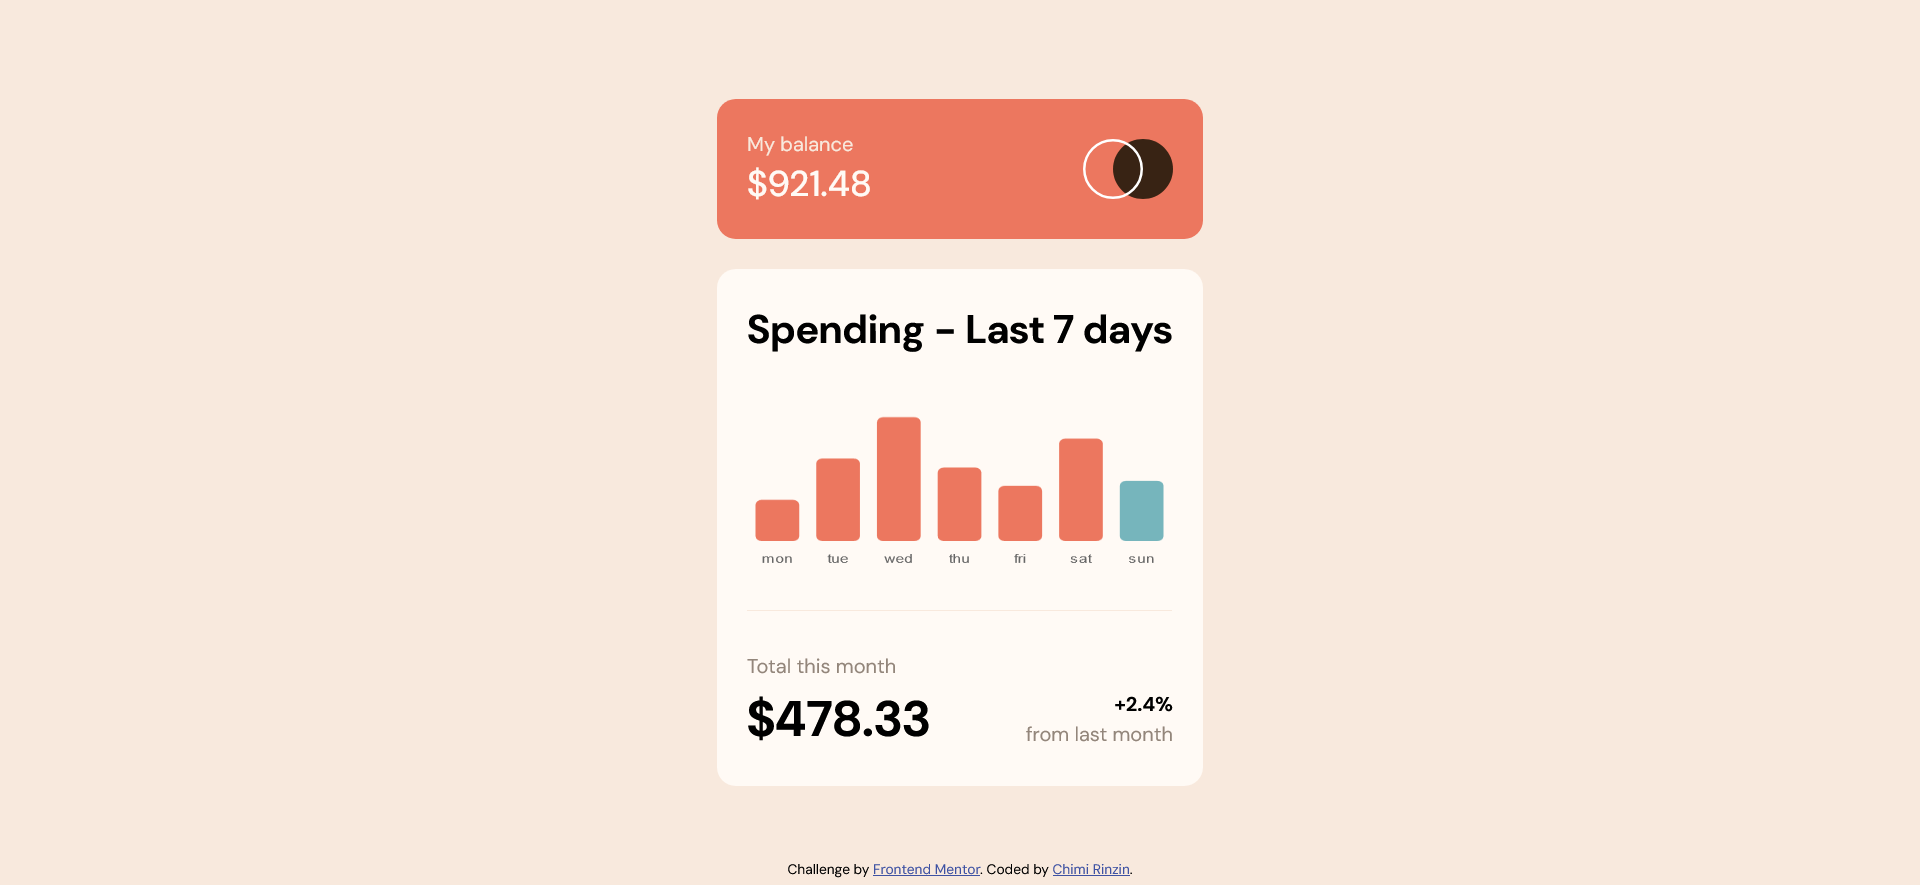 My balance
$921.48
Spending - Last 7 days
mon tue wed thu fri sat sun
Total this month
$478.33
+2.4%
from last month
Challenge by Frontend Mentor. Coded by Chimi Rinzin.